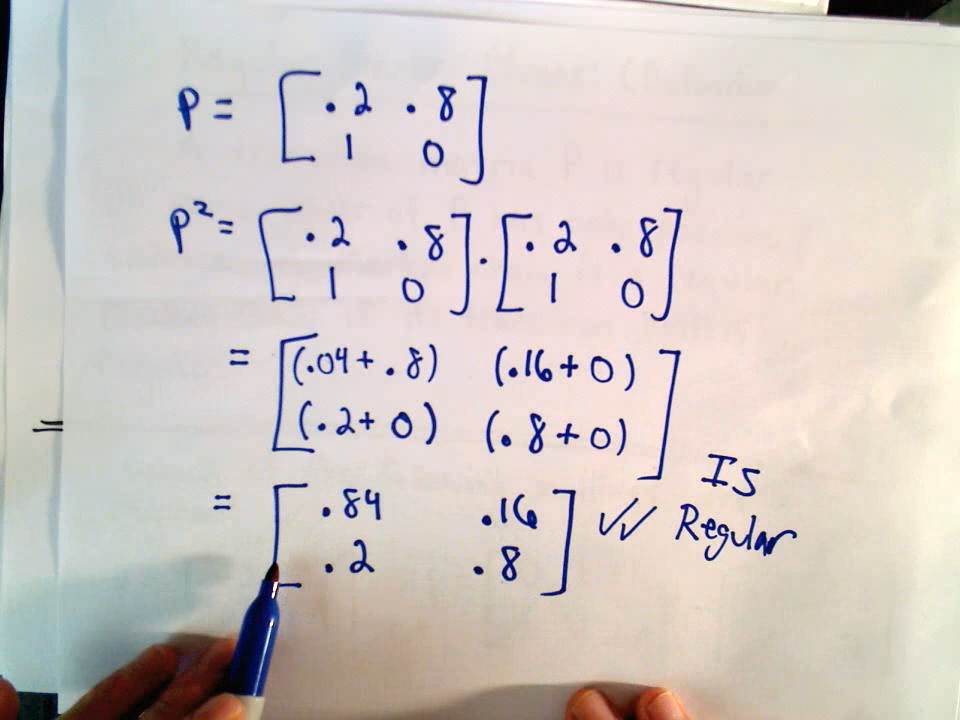 P = [ .2 .8
1 0 ]
P² = [ .2 .8 ] · [ .2 .8 ]
1 0 1 0
= [ (.04 + .8) (.16 + 0) ]
(.2 + 0) (.8 + 0)
=
= [ .84 .16 ] ✓✓ Is Regular
.2 .8